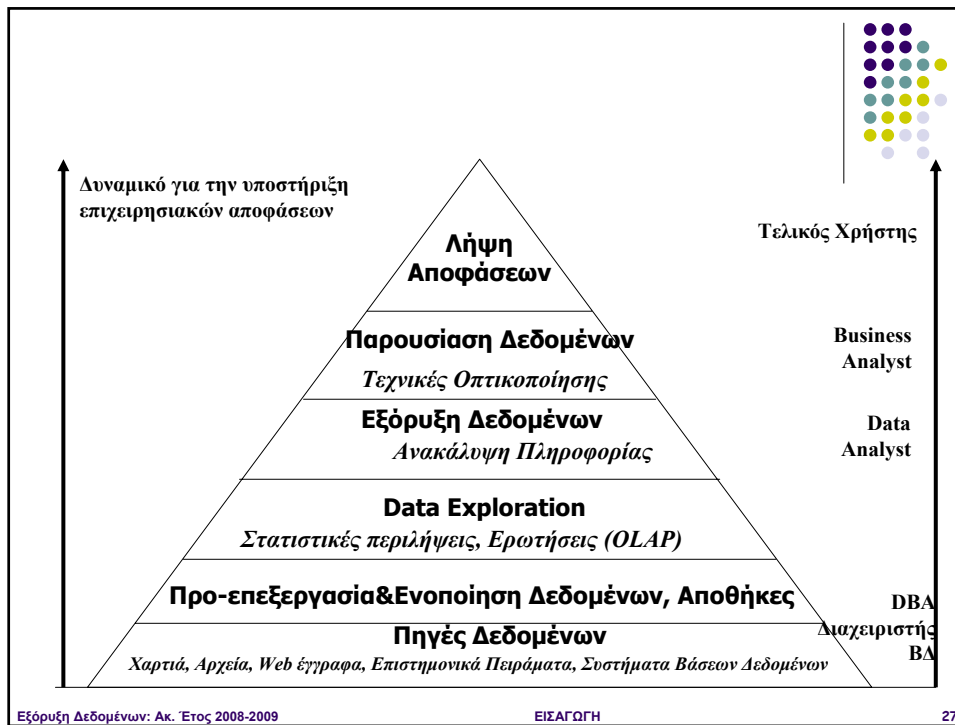 Δυναμικό για την υποστήριξη
επιχειρησιακών αποφάσεων
Τελικός Χρήστης
Λήψη
Αποφάσεων
Παρουσίαση Δεδομένων
Τεχνικές Οπτικοποίησης
Business
Analyst
Εξόρυξη Δεδομένων
Ανακάλυψη Πληροφορίας
Data
Analyst
Data Exploration
Στατιστικές περιλήψεις, Ερωτήσεις (OLAP)
Προ-επεξεργασία&Ενοποίηση Δεδομένων, Αποθήκες
Πηγές Δεδομένων
Χαρτιά, Αρχεία, Web έγγραφα, Επιστημονικά Πειράματα, Συστήματα Βάσεων Δεδομένων
DBA
Διαχειριστής
ΒΔ
Εξόρυξη Δεδομένων: Ακ. Έτος 2008-2009
ΕΙΣΑΓΩΓΗ
27